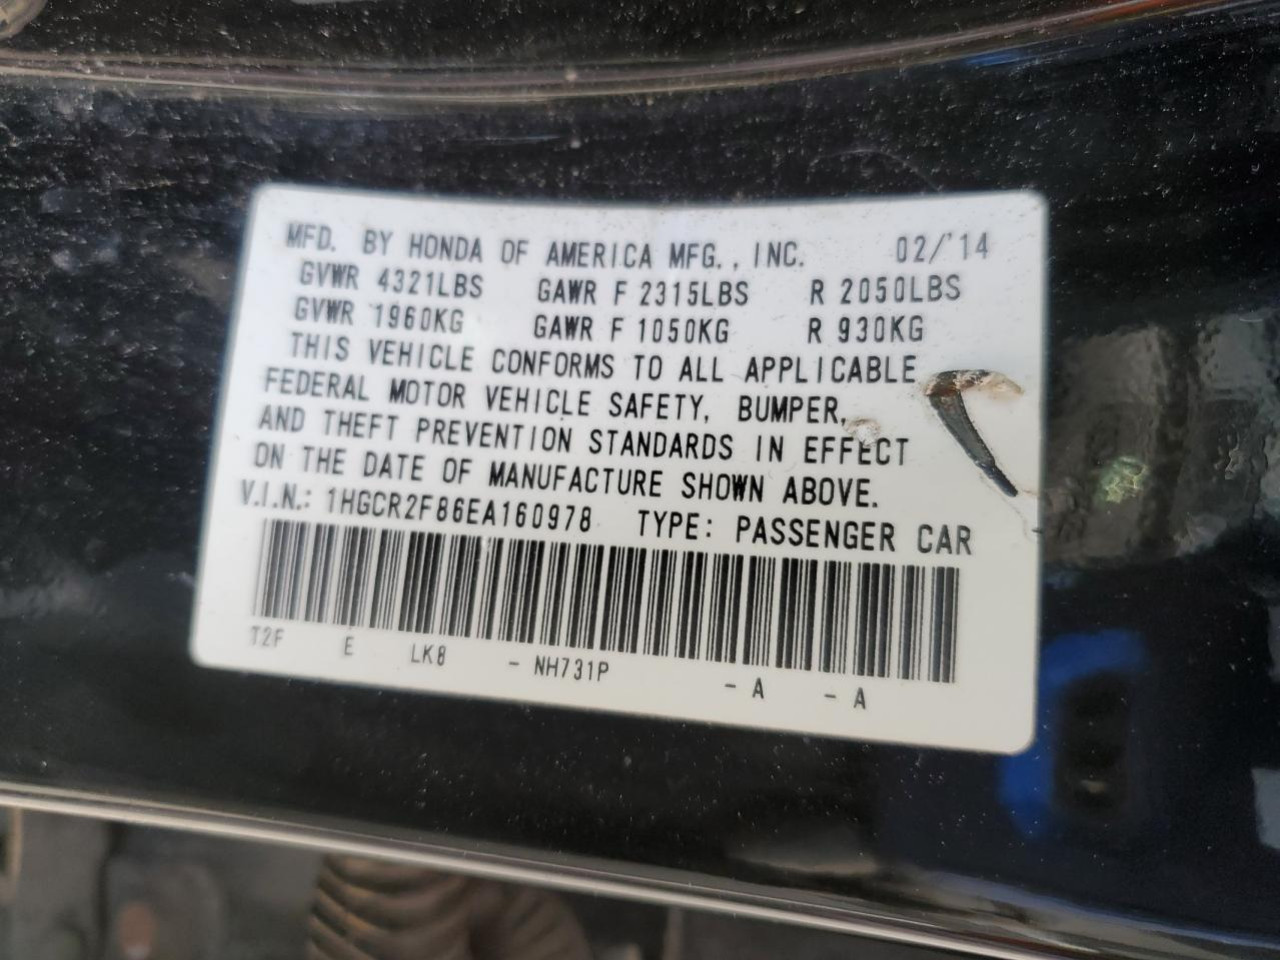 MFD. BY HONDA OF AMERICA MFG., INC. 02/'14
GVWR 4321LBS GAWR F 2315LBS R 2050LBS
GVWR 1960KG GAWR F 1050KG R 930KG
THIS VEHICLE CONFORMS TO ALL APPLICABLE
FEDERAL MOTOR VEHICLE SAFETY, BUMPER,
AND THEFT PREVENTION STANDARDS IN EFFECT
ON THE DATE OF MANUFACTURE SHOWN ABOVE.
V.I.N.: 1HGCR2F86EA160978 TYPE: PASSENGER CAR
T2F E LK8 - NH731P - A - A